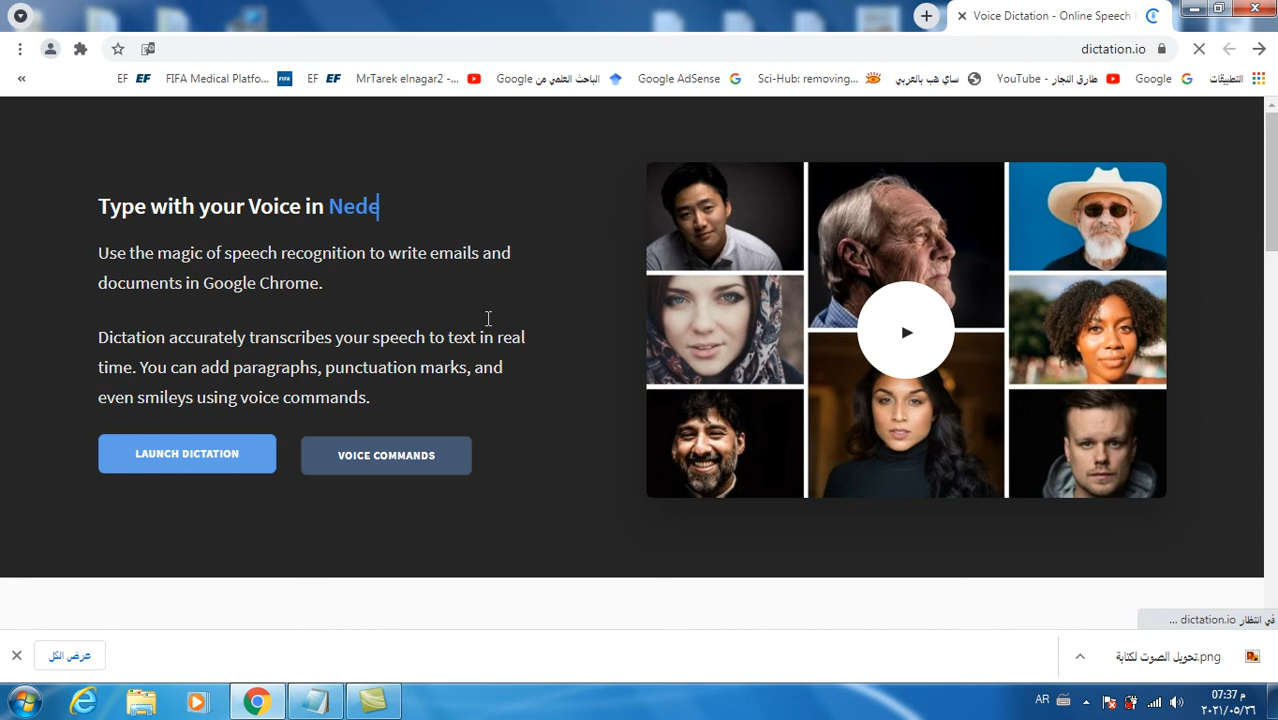 Voice Dictation - Online Speech
dictation.io
التطبيقات
Google
YouTube - طارق النجار
ساي هب بالعربي
Sci-Hub: removing...
Google AdSense
الباحث العلمي من Google
MrTarek elnagar2 -...
EF
FIFA Medical Platfo...
EF
«
Type with your Voice in Nede
Use the magic of speech recognition to write emails and
documents in Google Chrome.
Dictation accurately transcribes your speech to text in real
time. You can add paragraphs, punctuation marks, and
even smileys using voice commands.
LAUNCH DICTATION
VOICE COMMANDS
في انتظار dictation.io ...
تحويل الصوت لكتابة.png
عرض الكل
AR
07:37 م
٢٠٢١/٠٥/٢٦